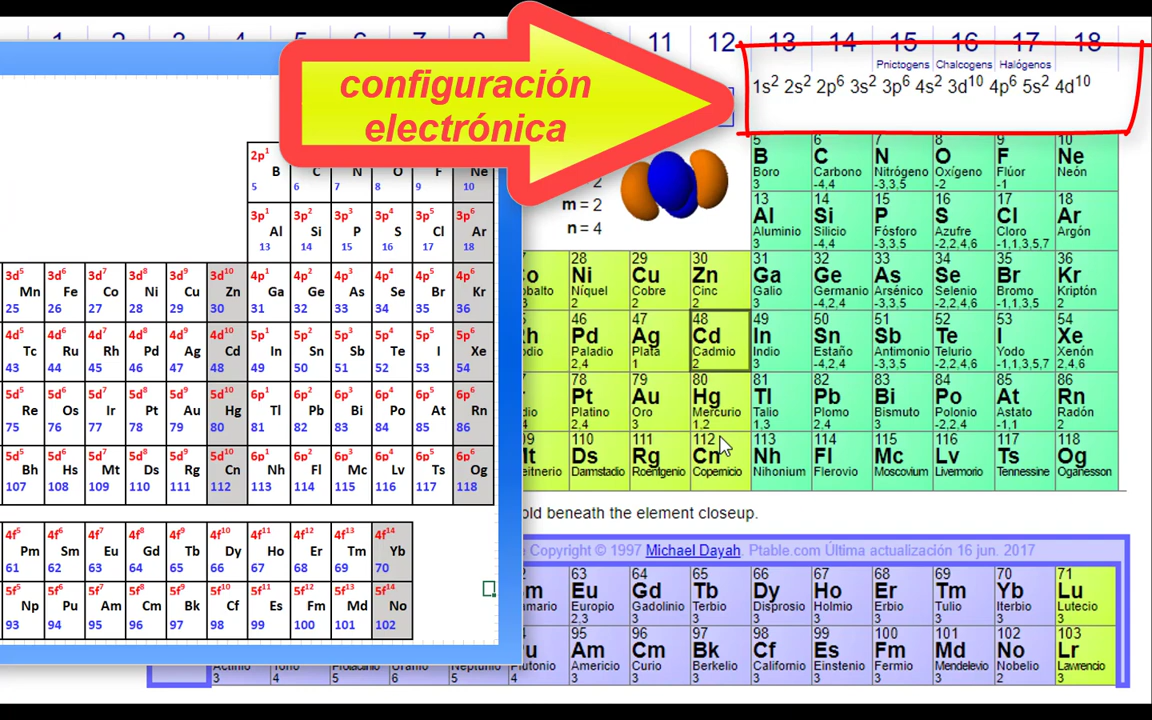 1 2 3 4 5 6 7 8 11 12 13 14 15 16 17 18
Pnictogens Chalcogens Halógenos
configuración
electrónica
1s² 2s² 2p⁶ 3s² 3p⁶ 4s² 3d¹⁰ 4p⁶ 5s² 4d¹⁰
2p¹
B C N O F Ne
5 6 7 8 9 10
3p¹ 3p² 3p³ 3p⁴ 3p⁵ 3p⁶
Al Si P S Cl Ar
13 14 15 16 17 18
3d⁵ 3d⁶ 3d⁷ 3d⁸ 3d⁹ 3d¹⁰ 4p¹ 4p² 4p³ 4p⁴ 4p⁵ 4p⁶
Mn Fe Co Ni Cu Zn Ga Ge As Se Br Kr
25 26 27 28 29 30 31 32 33 34 35 36
4d⁵ 4d⁶ 4d⁷ 4d⁸ 4d⁹ 4d¹⁰ 5p¹ 5p² 5p³ 5p⁴ 5p⁵ 5p⁶
Tc Ru Rh Pd Ag Cd In Sn Sb Te I Xe
43 44 45 46 47 48 49 50 51 52 53 54
5d⁵ 5d⁶ 5d⁷ 5d⁸ 5d⁹ 5d¹⁰ 6p¹ 6p² 6p³ 6p⁴ 6p⁵ 6p⁶
Re Os Ir Pt Au Hg Tl Pb Bi Po At Rn
75 76 77 78 79 80 81 82 83 84 85 86
5d⁵ 5d⁶ 5d⁷ 5d⁸ 5d⁹ 5d¹⁰ 6p¹ 6p² 6p³ 6p⁴ 6p⁵ 6p⁶
Bh Hs Mt Ds Rg Cn Nh Fl Mc Lv Ts Og
107 108 109 110 111 112 113 114 115 116 117 118
4f⁵ 4f⁶ 4f⁷ 4f⁸ 4f⁹ 4f¹⁰ 4f¹¹ 4f¹² 4f¹³ 4f¹⁴
Pm Sm Eu Gd Tb Dy Ho Er Tm Yb
61 62 63 64 65 66 67 68 69 70
5f⁵ 5f⁶ 5f⁷ 5f⁸ 5f⁹ 5f¹⁰ 5f¹¹ 5f¹² 5f¹³ 5f¹⁴
Np Pu Am Cm Bk Cf Es Fm Md No
93 94 95 96 97 98 99 100 101 102
2
m = 2
n = 4
5 6 7 8 9 10
B C N O F Ne
Boro Carbono Nitrógeno Oxígeno Flúor Neón
3 -4,4 -3,3,5 -2 -1
13 14 15 16 17 18
Al Si P S Cl Ar
Aluminio Silicio Fósforo Azufre Cloro Argón
3 -4,4 -3,3,5 -2,2,4,6 -1,1,3,5,7
28 29 30 31 32 33 34 35 36
Ni Cu Zn Ga Ge As Se Br Kr
Níquel Cobre Cinc Galio Germanio Arsénico Selenio Bromo Kriptón
2 2 2 3 -4,2,4 -3,3,5 -2,2,4,6 -1,1,3,5 2
46 47 48 49 50 51 52 53 54
Pd Ag Cd In Sn Sb Te I Xe
Paladio Plata Cadmio Indio Estaño Antimonio Telurio Yodo Xenón
2,4 1 2 3 -4,2,4 -3,3,5 -2,2,4,6 -1,1,3,5,7 2,4,6
78 79 80 81 82 83 84 85 86
Pt Au Hg Tl Pb Bi Po At Rn
Platino Oro Mercurio Talio Plomo Bismuto Polonio Astato Radón
2,4 3 1,2 1,3 2,4 3 -2,2,4 -1,1 2
110 111 112 113 114 115 116 117 118
Ds Rg Cn Nh Fl Mc Lv Ts Og
Darmstadio Roentgenio Copernicio Nihonium Flerovio Moscovium Livermorio Tennessine Oganesson
beneath the element closeup.
Copyright © 1997 Michael Dayah. Ptable.com Última actualización 16 jun. 2017
63 64 65 66 67 68 69 70 71
Eu Gd Tb Dy Ho Er Tm Yb Lu
Europio Gadolinio Terbio Disprosio Holmio Erbio Tulio Iterbio Lutecio
2,3 3 3 3 3 3 3 3 3
95 96 97 98 99 100 101 102 103
Am Cm Bk Cf Es Fm Md No Lr
Plutonio Americio Curio Berkelio Californio Einstenio Fermio Mendelevio Nobelio Lawrencio
3 4 5 6 5 4 3 3 3 3 3 3 3 2 3